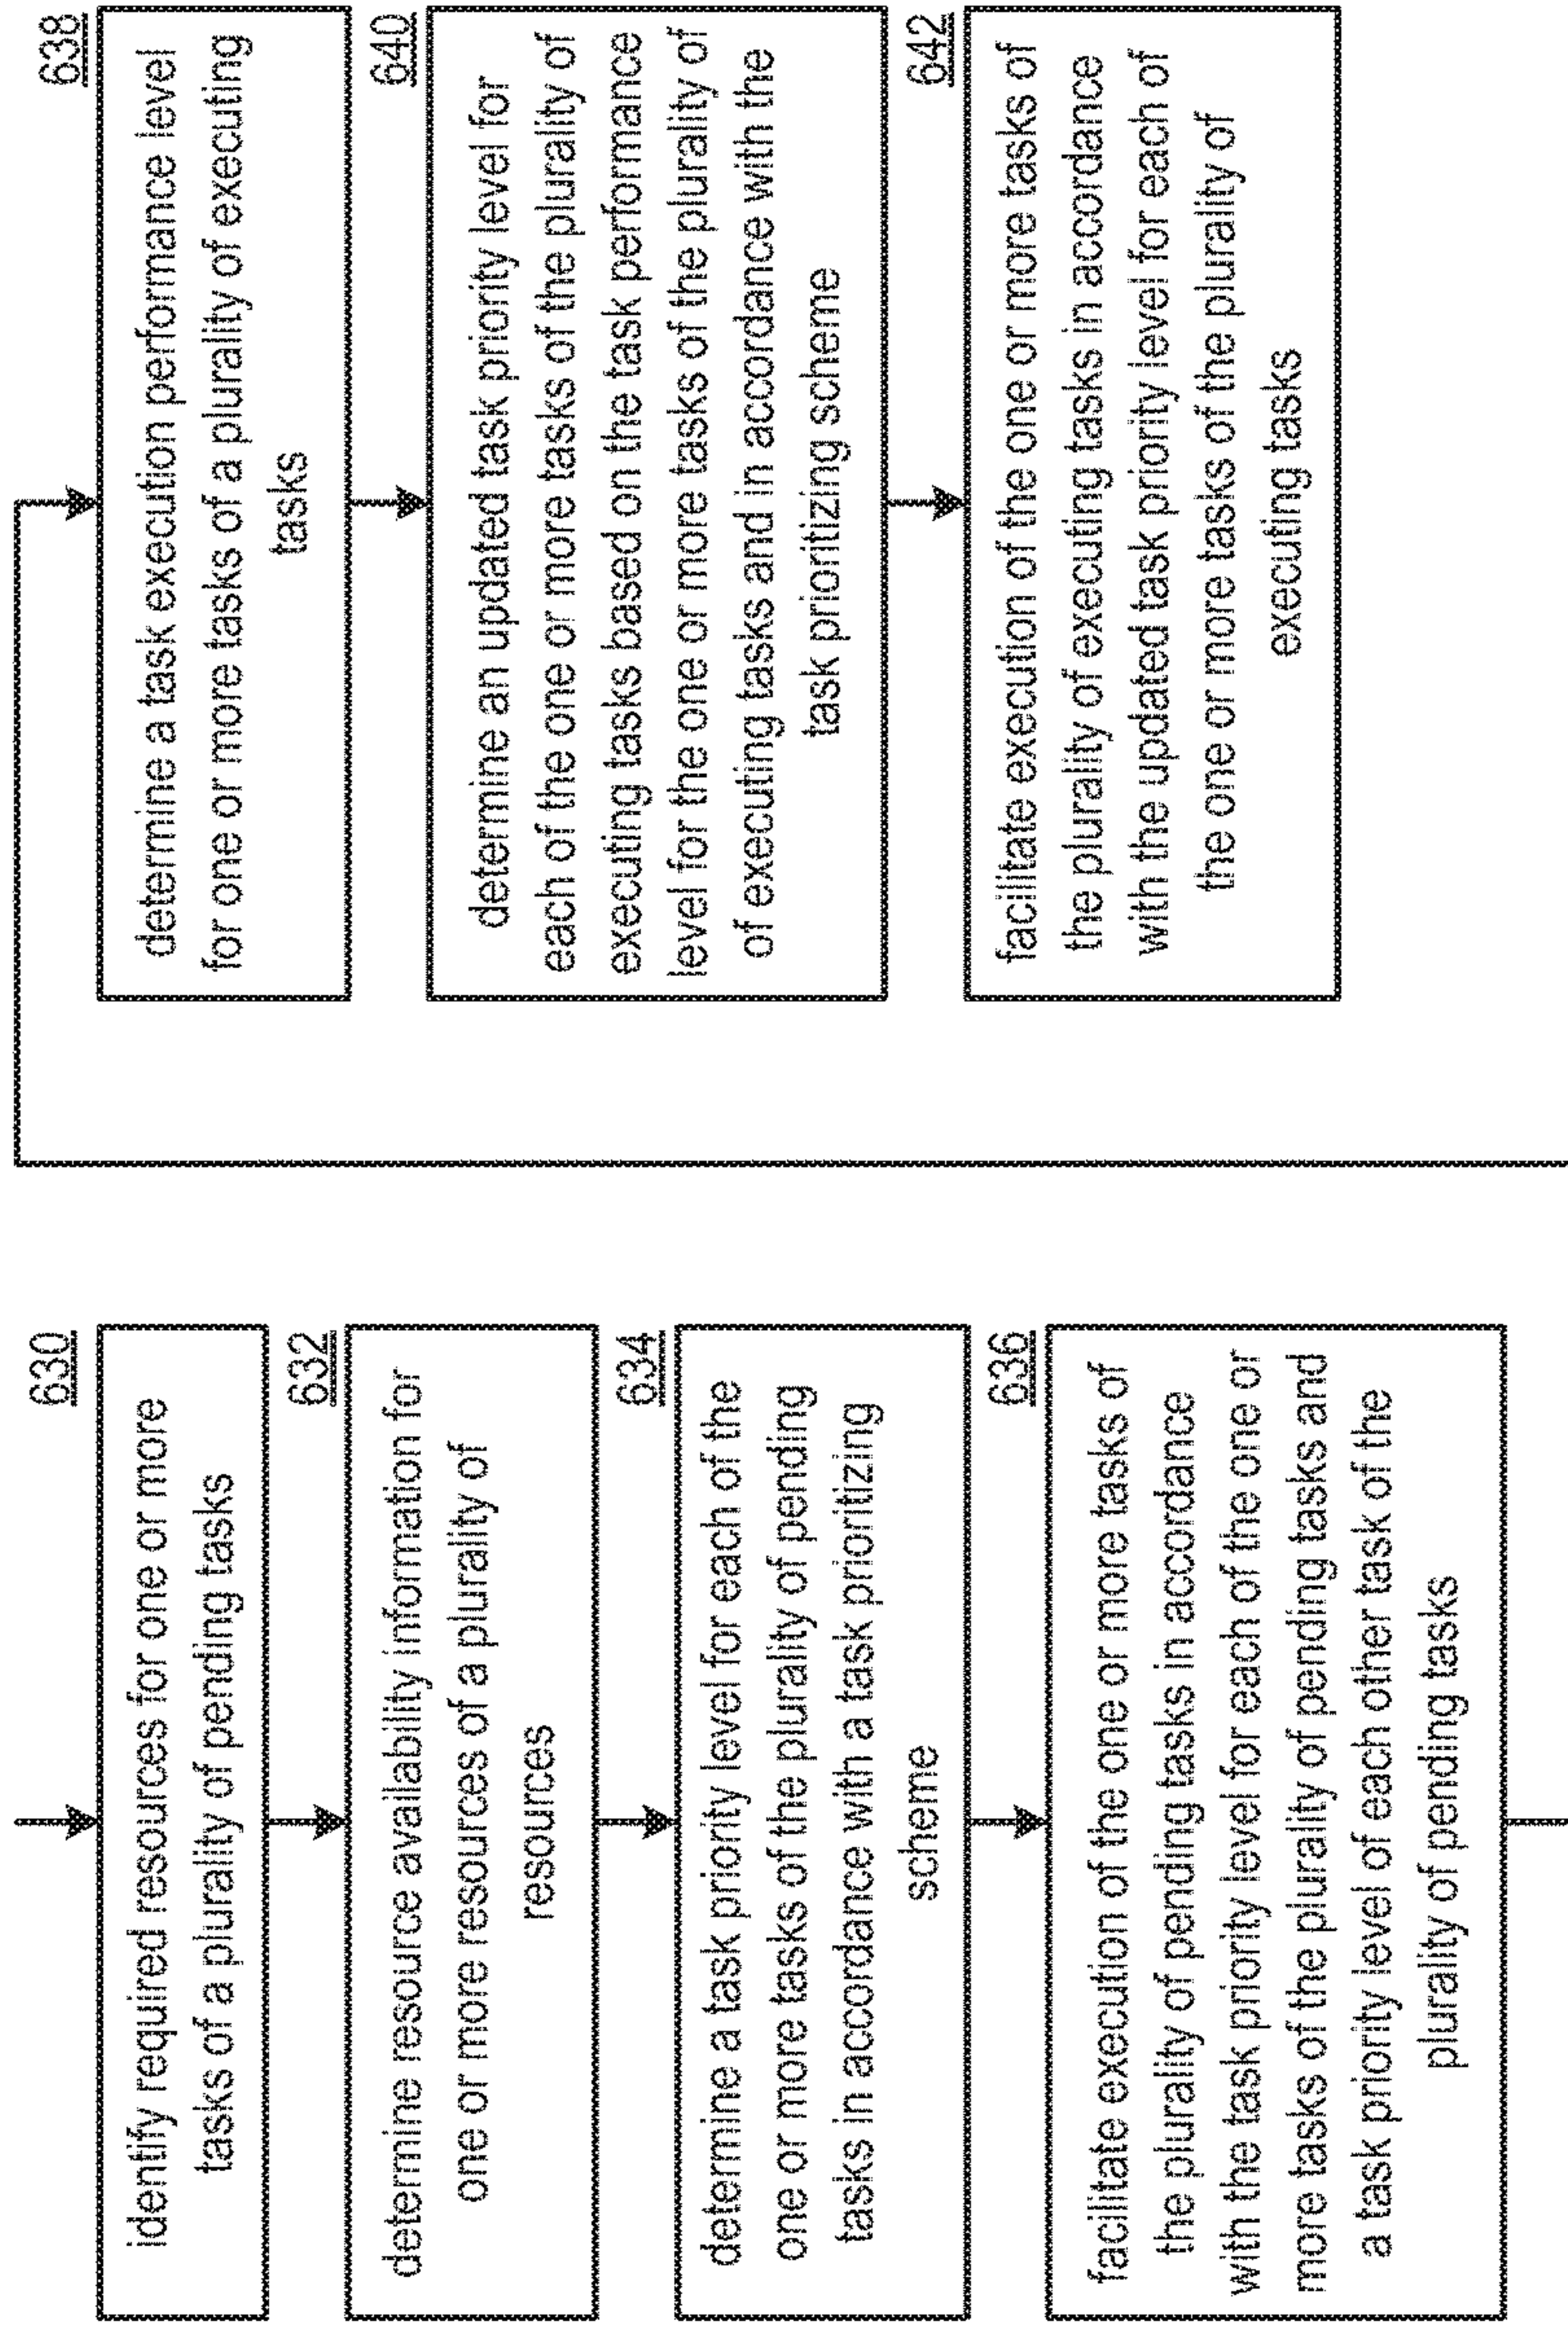 630
identify required resources for one or more
tasks of a plurality of pending tasks
632
determine resource availability information for
one or more resources of a plurality of
resources
634
determine a task priority level for each of the
one or more tasks of the plurality of pending
tasks in accordance with a task prioritizing
scheme
636
facilitate execution of the one or more tasks of
the plurality of pending tasks in accordance
with the task priority level for each of the one or
more tasks of the plurality of pending tasks and
a task priority level of each other task of the
plurality of pending tasks
638
determine a task execution performance level
for one or more tasks of a plurality of executing
tasks
640
determine an updated task priority level for
each of the one or more tasks of the plurality of
executing tasks based on the task performance
level for the one or more tasks of the plurality of
of executing tasks and in accordance with the
task prioritizing scheme
642
facilitate execution of the one or more tasks of
the plurality of executing tasks in accordance
with the updated task priority level for each of
the one or more tasks of the plurality of
executing tasks